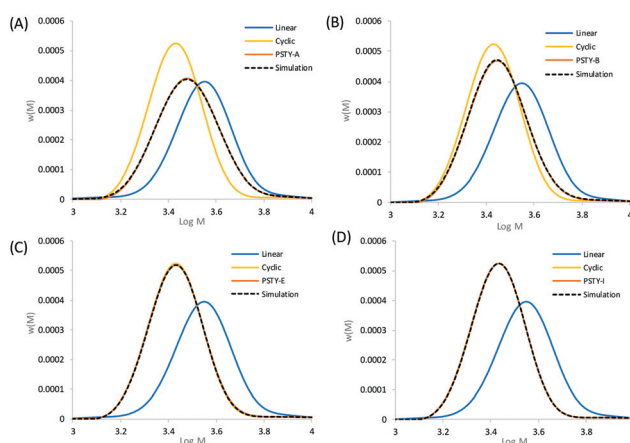 (A)
0.0006
0.0005
0.0004
0.0003
0.0002
0.0001
0
w(M)
3 3.2 3.4 3.6 3.8 4
Log M
Linear
Cyclic
PSTY-A
Simulation
(B)
0.0006
0.0005
0.0004
0.0003
0.0002
0.0001
0
w(M)
3 3.2 3.4 3.6 3.8 4
Log M
Linear
Cyclic
PSTY-B
Simulation
(C)
0.0006
0.0005
0.0004
0.0003
0.0002
0.0001
0
w(M)
3 3.2 3.4 3.6 3.8 4
Log M
Linear
Cyclic
PSTY-E
Simulation
(D)
0.0006
0.0005
0.0004
0.0003
0.0002
0.0001
0
w(M)
3 3.2 3.4 3.6 3.8 4
Log M
Linear
Cyclic
PSTY-I
Simulation